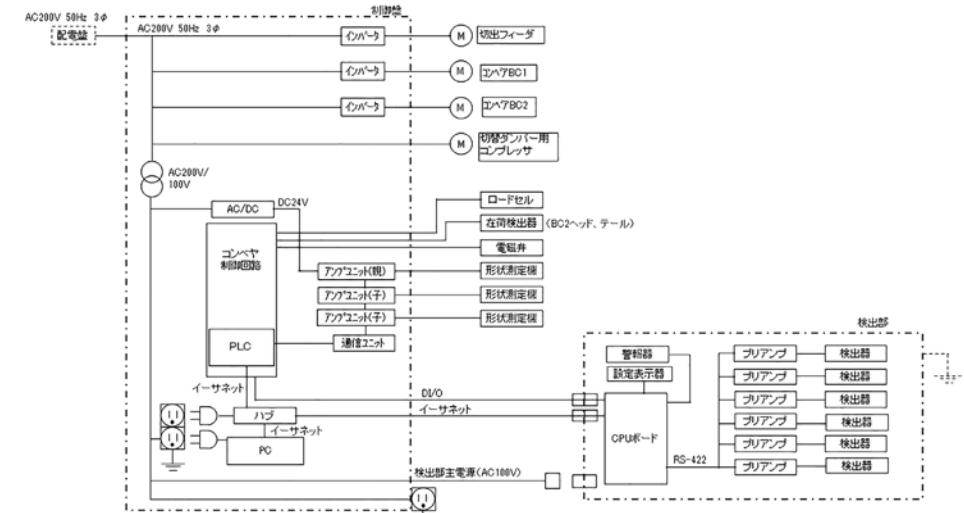 AC200V 50Hz 3φ
配電盤
AC200V 50Hz 3φ
制御盤
インバータ
M
切出フィーダ
インバータ
M
コンベアBC1
インバータ
M
コンベアBC2
M
切替ダンパー用
コンプレッサ
AC200V/
100V
AC/DC
DC24V
ロードセル
在荷検出器
(BC2ヘッド、テール)
電磁弁
コンベヤ
制御回路
アンプユニット(親)
形状測定機
アンプユニット(子)
形状測定機
アンプユニット(子)
形状測定機
PLC
通信ユニット
イーサネット
ハブ
イーサネット
PC
DI/O
イーサネット
検出部主電源(AC100V)
検出部
警報器
設定表示器
CPUボード
RS-422
プリアンプ
検出器
プリアンプ
検出器
プリアンプ
検出器
プリアンプ
検出器
プリアンプ
検出器
プリアンプ
検出器